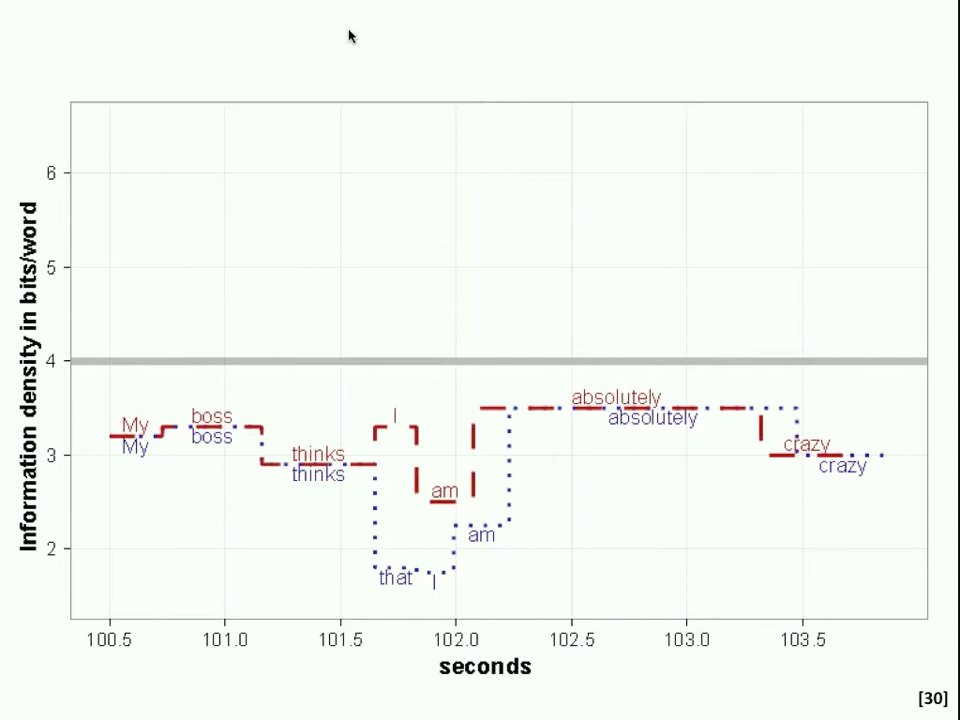 Information density in bits/word
6
5
4
3
2
My boss thinks I am absolutely crazy
My boss thinks that I am absolutely crazy
100.5 101.0 101.5 102.0 102.5 103.0 103.5
seconds
[30]